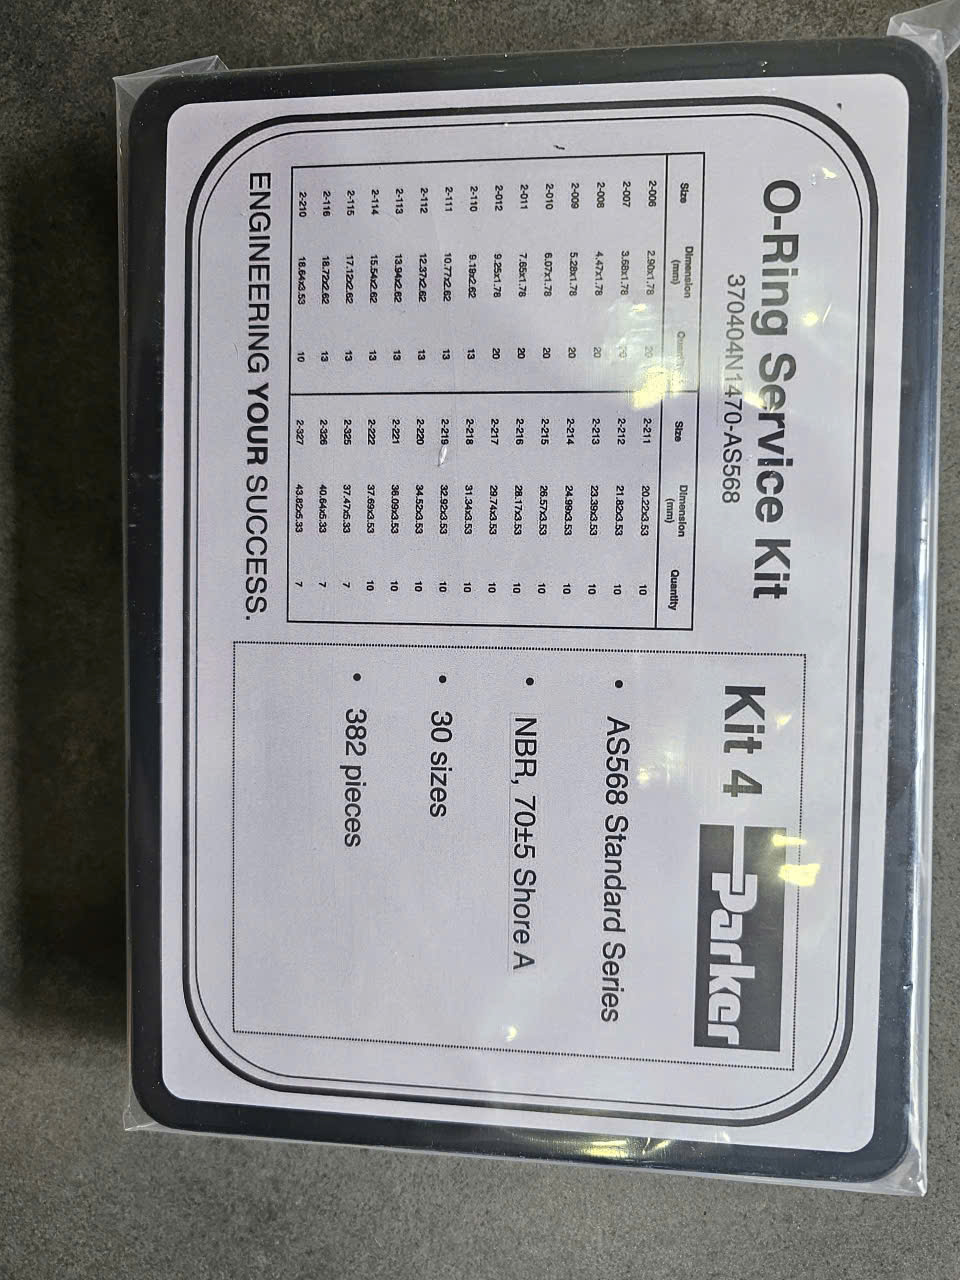 O-Ring Service Kit
370404N1470-AS568
Size Dimension (mm) Quantity Size Dimension (mm) Quantity
2-006 2.90x1.78 20 2-211 20.22x3.53 10
2-007 3.68x1.78 20 2-212 21.82x3.53 10
2-008 4.47x1.78 20 2-213 23.39x3.53 10
2-009 5.28x1.78 20 2-214 24.99x3.53 10
2-010 6.07x1.78 20 2-215 26.57x3.53 10
2-011 7.65x1.78 20 2-216 28.17x3.53 10
2-012 9.25x1.78 20 2-217 29.74x3.53 10
2-110 9.19x2.62 13 2-218 31.34x3.53 10
2-111 10.77x2.62 13 2-219 32.92x3.53 10
2-112 12.37x2.62 13 2-220 34.52x3.53 10
2-113 13.94x2.62 13 2-221 36.09x3.53 10
2-114 15.54x2.62 13 2-222 37.69x3.53 10
2-115 17.12x2.62 13 2-325 37.47x5.33 7
2-116 18.72x2.62 13 2-326 40.64x5.33 7
2-210 18.64x3.53 10 2-327 43.82x5.33 7
ENGINEERING YOUR SUCCESS.
Kit 4
Parker
• AS568 Standard Series
• NBR, 70±5 Shore A
• 30 sizes
• 382 pieces